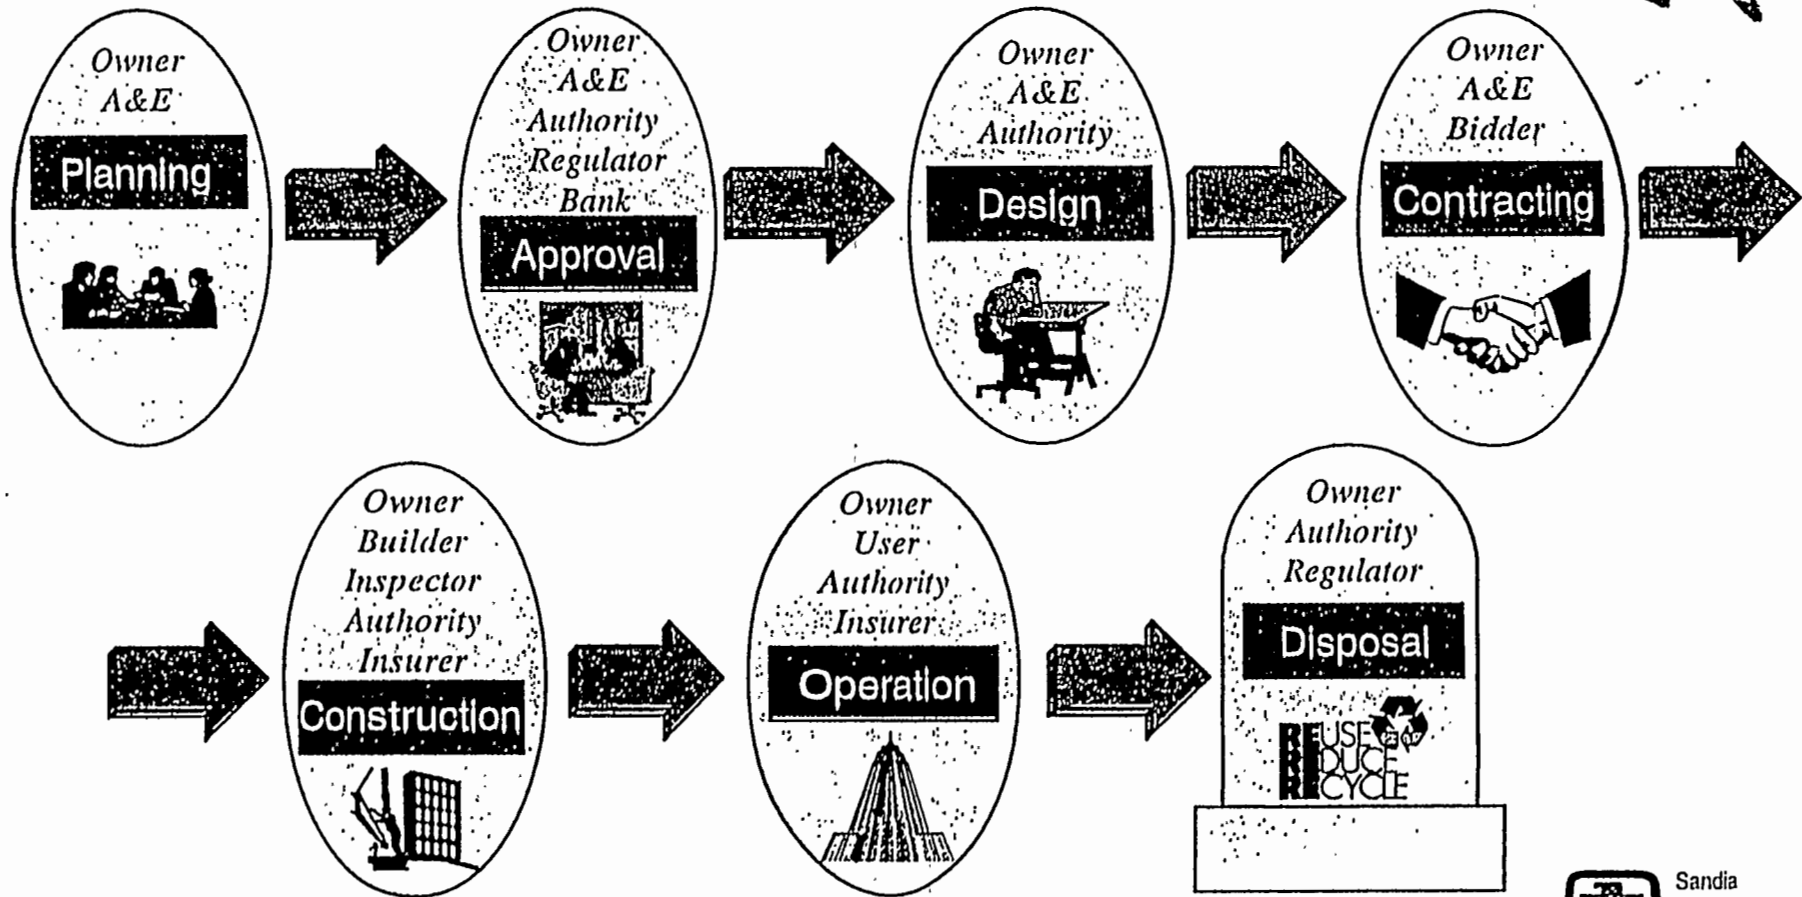 Owner
A&E
Planning
Owner
A&E
Authority
Regulator
Bank
Approval
Owner
A&E
Authority
Design
Owner
A&E
Bidder
Contracting
Owner
Builder
Inspector
Authority
Insurer
Construction
Owner
User
Authority
Insurer
Operation
Owner
Authority
Regulator
Disposal
REUSE
REDUCE
RECYCLE
Sandia